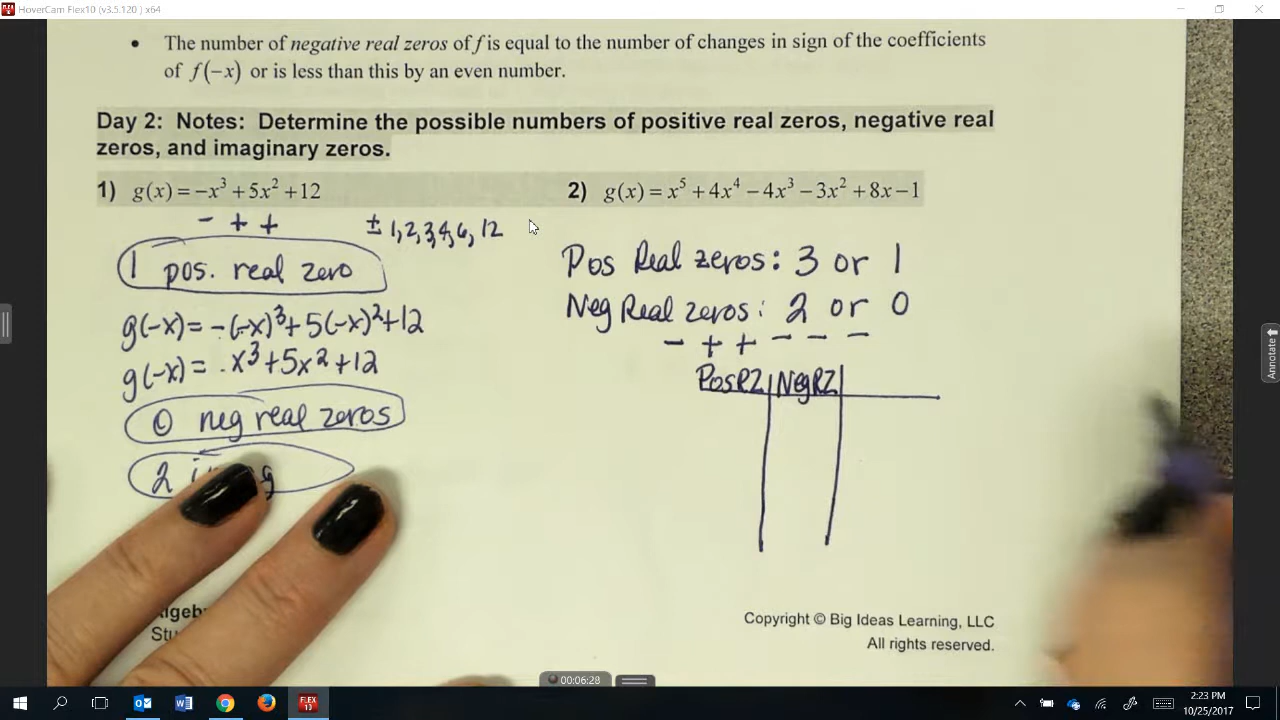 HoverCam Flex10 (v3.5.120 ) x64
• The number of negative real zeros of f is equal to the number of changes in sign of the coefficients
of f(−x) or is less than this by an even number.
Day 2: Notes: Determine the possible numbers of positive real zeros, negative real
zeros, and imaginary zeros.
1) g(x) = −x³ + 5x² + 12
− + +
± 1, 2, 3, 4, 6, 12
1 pos. real zero
g(-x) = -(-x)³ + 5(-x)² + 12
g(-x) = x³ + 5x² + 12
0 neg real zeros
2
2) g(x) = x⁵ + 4x⁴ − 4x³ − 3x² + 8x − 1
Pos Real zeros: 3 or 1
Neg Real zeros: 2 or 0
− + + − − −
Pos RZ | Neg RZ |
Copyright © Big Ideas Learning, LLC
All rights reserved.
Annotate
00:06:28
FLEX
10
2:23 PM
10/25/2017